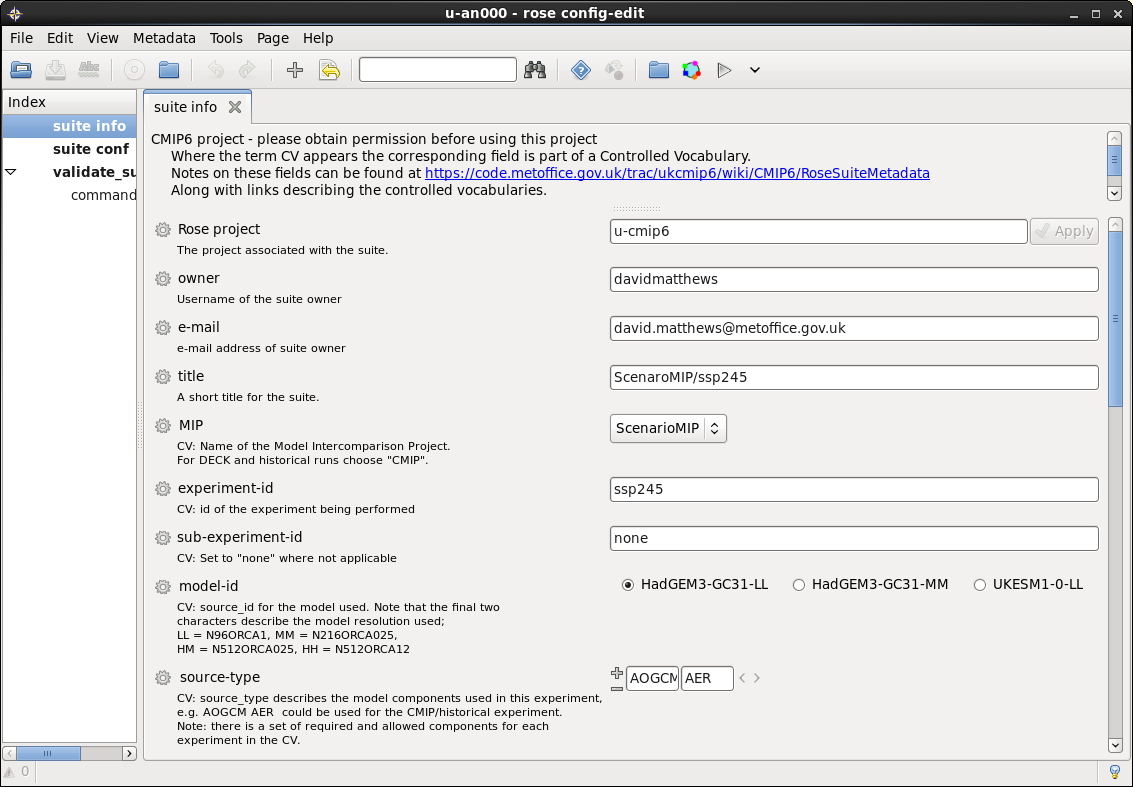 u-an000 - rose config-edit
File Edit View Metadata Tools Page Help
Index
suite info
suite conf
validate_su
command
suite info
CMIP6 project - please obtain permission before using this project
Where the term CV appears the corresponding field is part of a Controlled Vocabulary.
Notes on these fields can be found at https://code.metoffice.gov.uk/trac/ukcmip6/wiki/CMIP6/RoseSuiteMetadata
Along with links describing the controlled vocabularies.
Rose project
u-cmip6
Apply
The project associated with the suite.
owner
davidmatthews
Username of the suite owner
e-mail
david.matthews@metoffice.gov.uk
e-mail address of suite owner
title
ScenaroMIP/ssp245
A short title for the suite.
MIP
ScenarioMIP
CV: Name of the Model Intercomparison Project.
For DECK and historical runs choose "CMIP".
experiment-id
ssp245
CV: id of the experiment being performed
sub-experiment-id
none
CV: Set to "none" where not applicable
model-id
HadGEM3-GC31-LL HadGEM3-GC31-MM UKESM1-0-LL
CV: source_id for the model used. Note that the final two
characters describe the model resolution used;
LL = N96ORCA1, MM = N216ORCA025,
HM = N512ORCA025, HH = N512ORCA12
source-type
AOGCM AER
CV: source_type describes the model components used in this experiment,
e.g. AOGCM AER could be used for the CMIP/historical experiment.
Note: there is a set of required and allowed components for each
experiment in the CV.
0